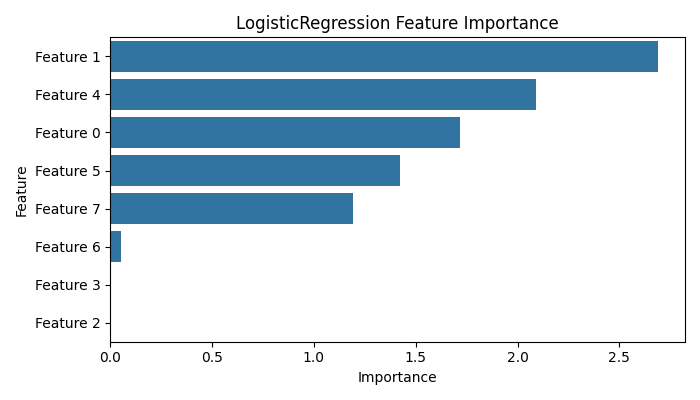 LogisticRegression Feature Importance
Feature 1
Feature 4
Feature 0
Feature 5
Feature 7
Feature 6
Feature 3
Feature 2
Feature
0.0 0.5 1.0 1.5 2.0 2.5
Importance